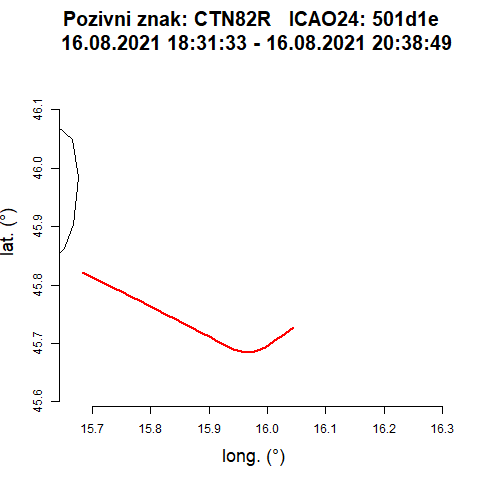 Pozivni znak: CTN82R   ICAO24: 501d1e
16.08.2021 18:31:33 - 16.08.2021 20:38:49
46.1
46.0
45.9
45.8
45.7
45.6
lat. (°)
15.7 15.8 15.9 16.0 16.1 16.2 16.3
long. (°)